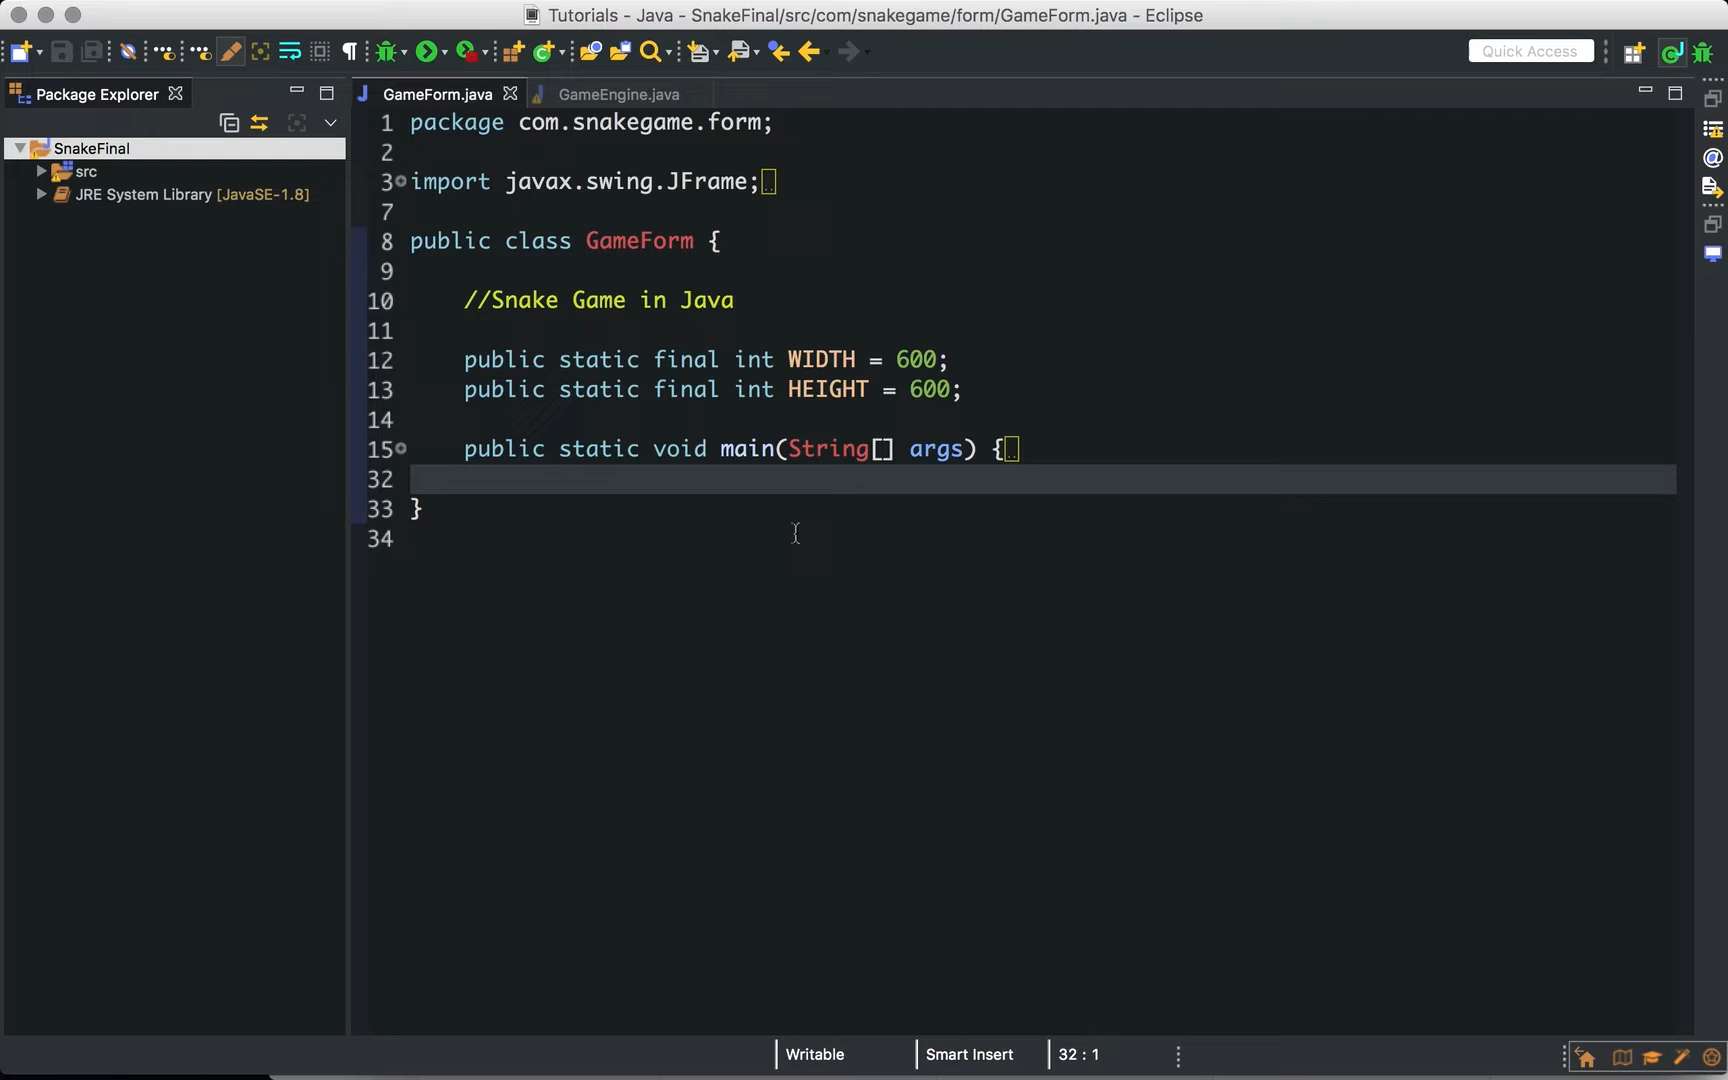 Tutorials - Java - SnakeFinal/src/com/snakegame/form/GameForm.java - Eclipse
Quick Access
Package Explorer
GameForm.java
GameEngine.java
SnakeFinal
src
JRE System Library [JavaSE-1.8]
1 package com.snakegame.form;
2
3 import javax.swing.JFrame;
7
8 public class GameForm {
9
10 //Snake Game in Java
11
12 public static final int WIDTH = 600;
13 public static final int HEIGHT = 600;
14
15 public static void main(String[] args) {
32
33 }
34
Writable
Smart Insert
32 : 1